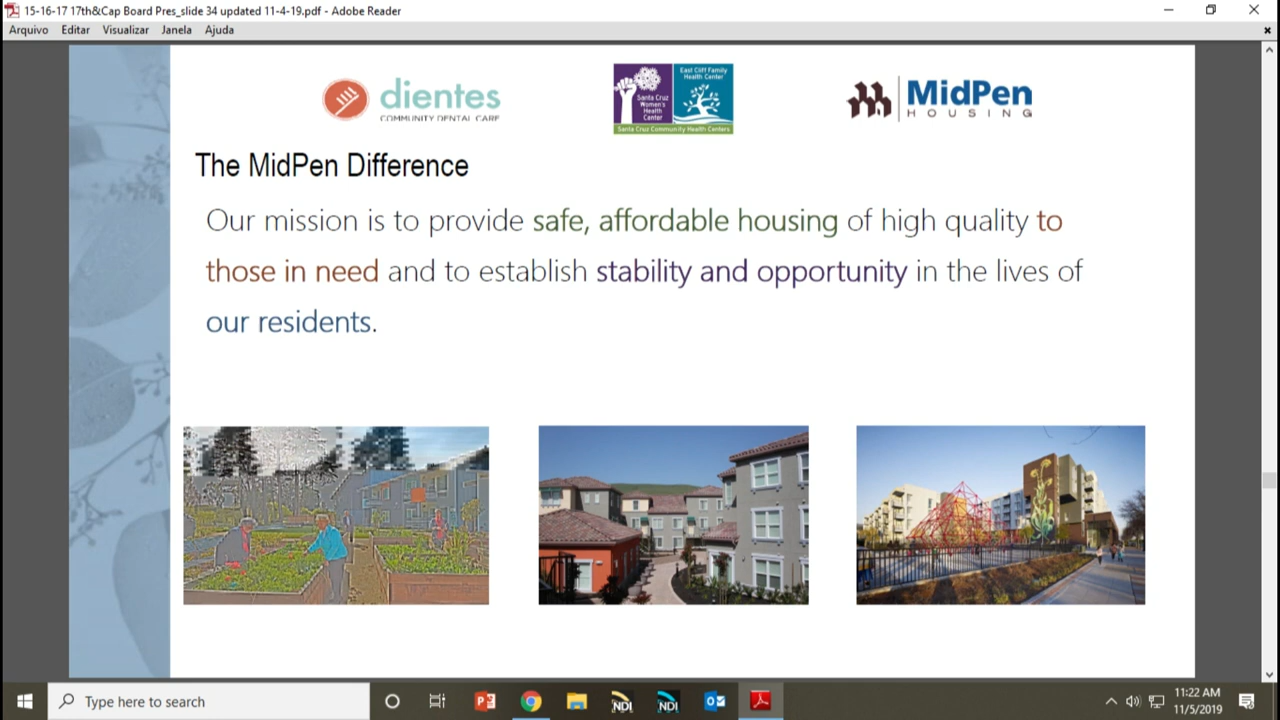 15-16-17 17th&Cap Board Pres_slide 34 updated 11-4-19.pdf - Adobe Reader
Arquivo Editar Visualizar Janela Ajuda
dientes
COMMUNITY DENTAL CARE
Santa Cruz
Women's
Health
Center
East Cliff Family
Health Center
Santa Cruz Community Health Centers
MidPen
HOUSING
The MidPen Difference
Our mission is to provide safe, affordable housing of high quality to
those in need and to establish stability and opportunity in the lives of
our residents.
Type here to search
NDI
NDI
11:22 AM
11/5/2019